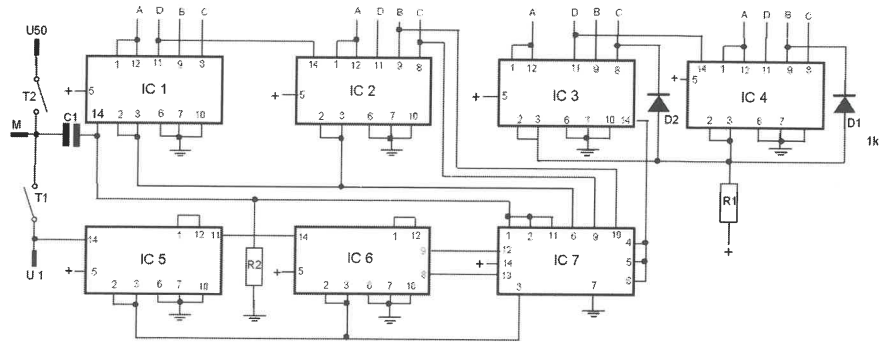 A D B C
A D B C
A D B C
A D B C
U50
1 12 11 9 8
14 1 12 11 9 8
1 12 11 9 8
14 1 12 11 9 8
T2
+ 5 IC 1
+ 5 IC 2
+ 5 IC 3
+ 5 IC 4
14 2 3 6 7 10
2 3 6 7 10
2 3 6 7 10 14
2 3 6 7
D2
D1
1k
M
C1
T1
R1
+
1 12 11
1 12
1 2 11 6 9 10
14 IC 5
14 IC 6 9
12 IC 7 4
+ 5
R2
+ 5
8
+ 14
13
5
6
2 3 6 7 10
2 3 6 7 10
3 7
U 1